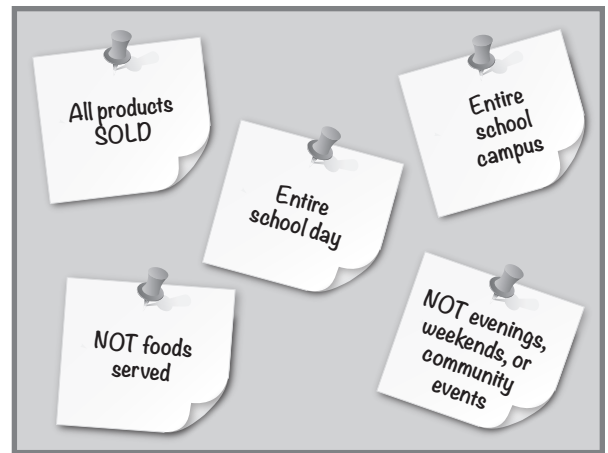 All products
SOLD
Entire
school
campus
Entire
school day
NOT foods
served
NOT evenings,
weekends, or
community
events